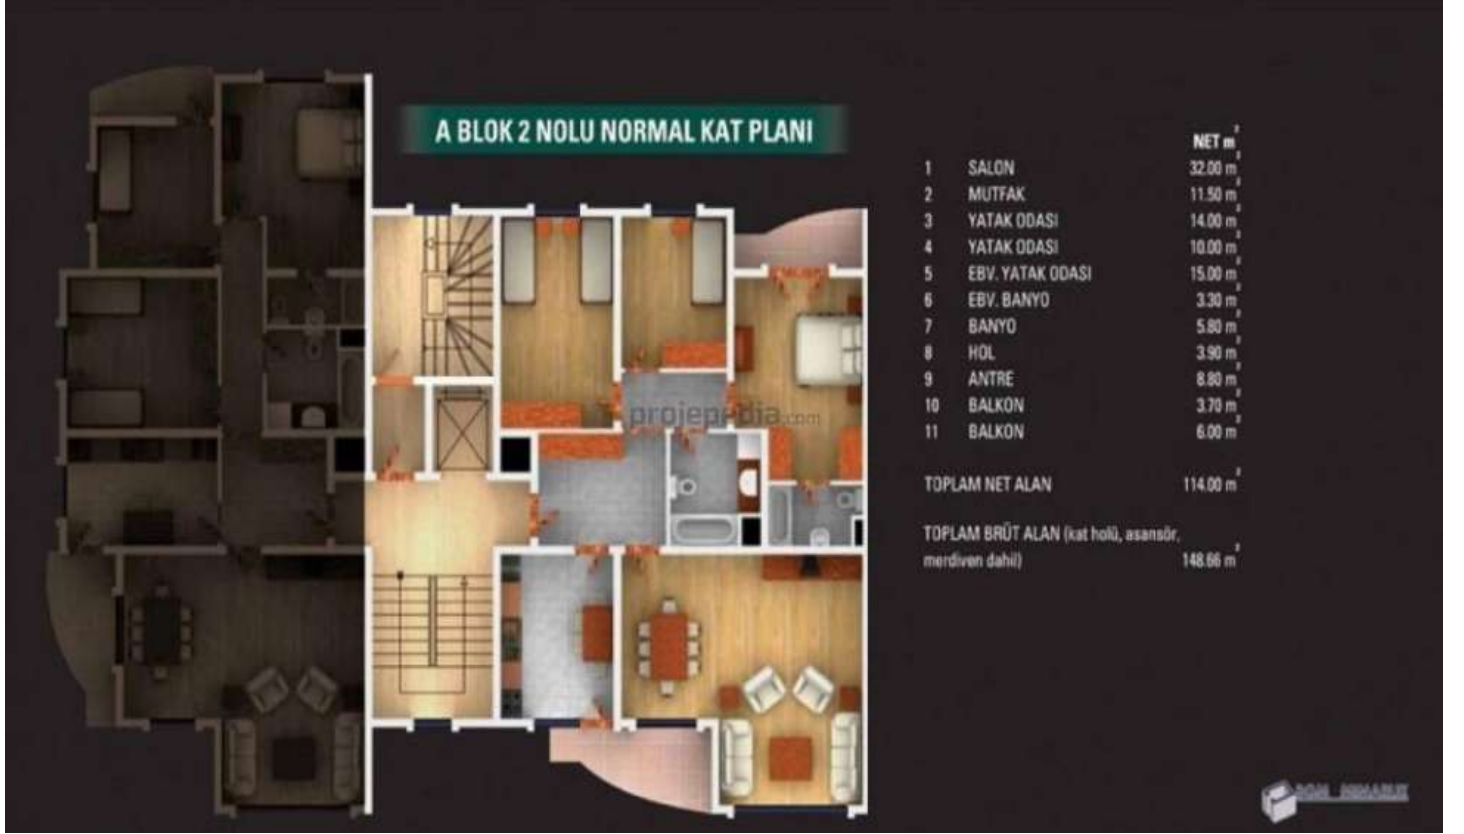 A BLOK 2 NOLU NORMAL KAT PLANI
NET m²
1 SALON 32.00 m²
2 MUTFAK 11.50 m²
3 YATAK ODASI 14.00 m²
4 YATAK ODASI 10.00 m²
5 EBV. YATAK ODASI 15.00 m²
6 EBV. BANYO 3.30 m²
7 BANYO 5.80 m²
8 HOL 3.90 m²
9 ANTRE 8.80 m²
10 BALKON 3.70 m²
11 BALKON 6.00 m²
TOPLAM NET ALAN 114.00 m²
TOPLAM BRÜT ALAN (kat holü, asansör,
merdiven dahil) 148.66 m²
projepedia.com